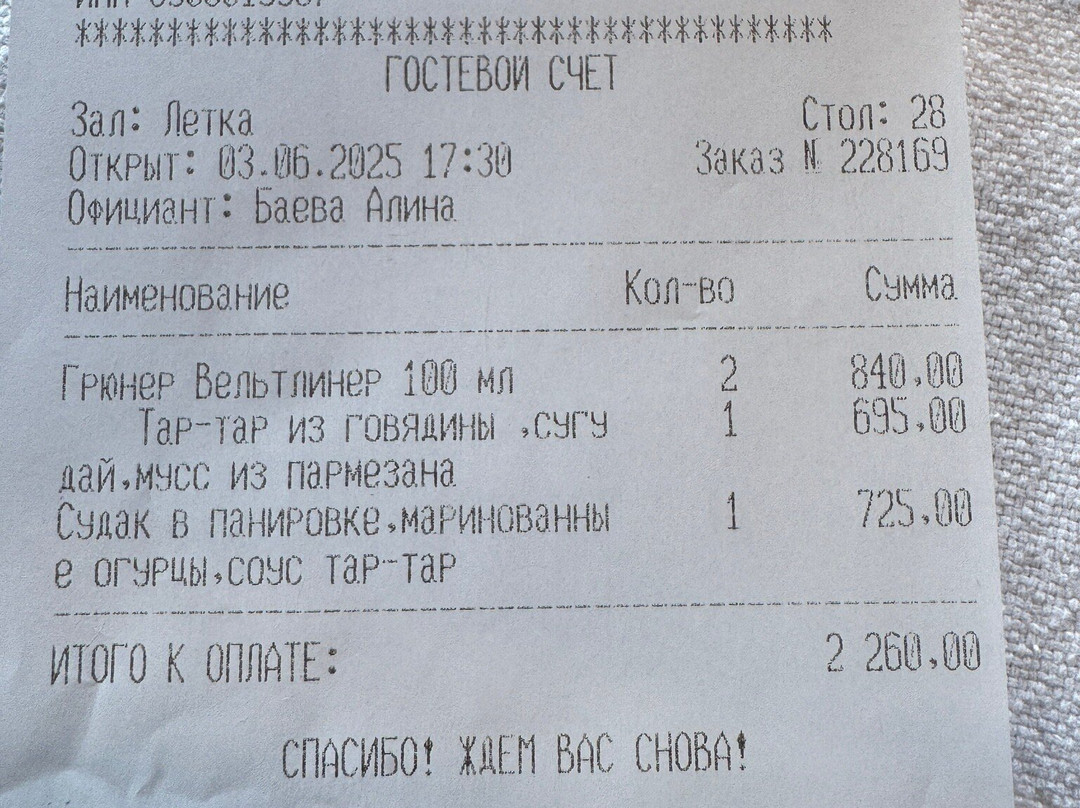 ***************************************
ГОСТЕВОЙ СЧЕТ
Зал: Летка Стол: 28
Открыт: 03.06.2025 17:30 Заказ № 228169
Официант: Баева Алина
Наименование Кол-во Сумма
Грюнер Вельтлинер 100 мл 2 840,00
Тар-тар из говядины ,сугу 1 695,00
дай,мусс из пармезана
Судак в панировке,маринованны 1 725,00
е огурцы,соус тар-тар
ИТОГО К ОПЛАТЕ: 2 260,00
СПАСИБО! ЖДЕМ ВАС СНОВА!